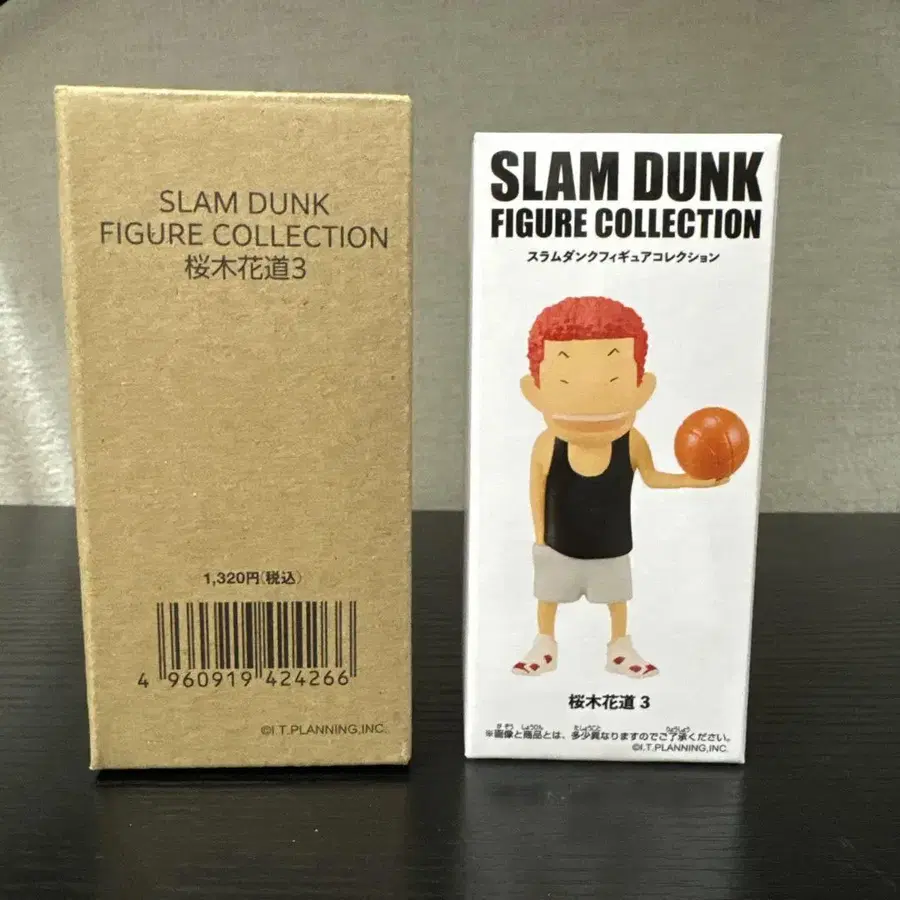 SLAM DUNK
FIGURE COLLECTION
桜木花道3
1,320円(税込)
4 960919 424266
©I.T.PLANNING,INC.
SLAM DUNK
FIGURE COLLECTION
スラムダンクフィギュアコレクション
桜木花道 3
※画像と商品とは、多少異なりますのでご了承ください。
©I.T.PLANNING,INC.